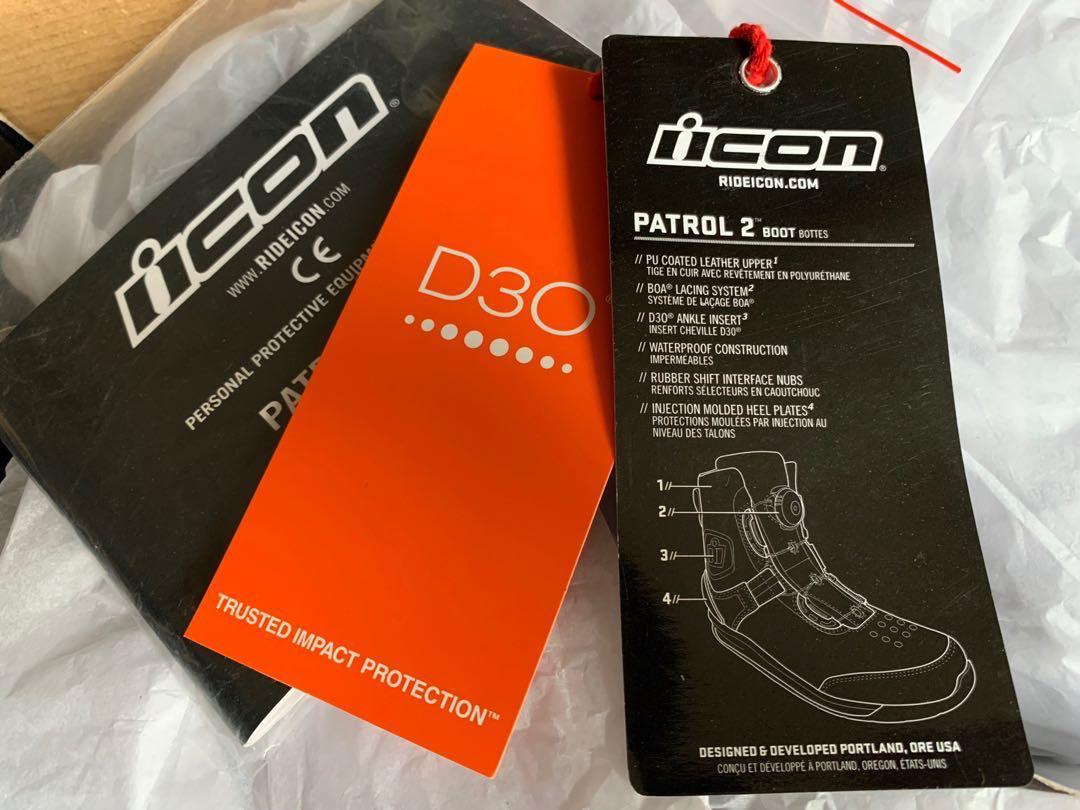 icon®
WWW.RIDEICON.COM
CE
PERSONAL PROTECTIVE
D3O
TRUSTED IMPACT PROTECTION™
icon®
RIDEICON.COM
PATROL 2™ BOOT BOTTES
// PU COATED LEATHER UPPER¹
TIGE EN CUIR AVEC REVÊTEMENT EN POLYURÉTHANE
// BOA® LACING SYSTEM²
SYSTÈME DE LAÇAGE BOA®
// D3O® ANKLE INSERT³
INSERT CHEVILLE D3O®
// WATERPROOF CONSTRUCTION
IMPERMÉABLES
// RUBBER SHIFT INTERFACE NUBS
RENFORTS SÉLECTEURS EN CAOUTCHOUC
// INJECTION MOLDED HEEL PLATES⁴
PROTECTIONS MOULÉES PAR INJECTION AU
NIVEAU DES TALONS
1//
2//
3//
4//
DESIGNED & DEVELOPED PORTLAND, ORE USA
CONÇU ET DÉVELOPPÉ À PORTLAND, OREGON, ÉTATS-UNIS